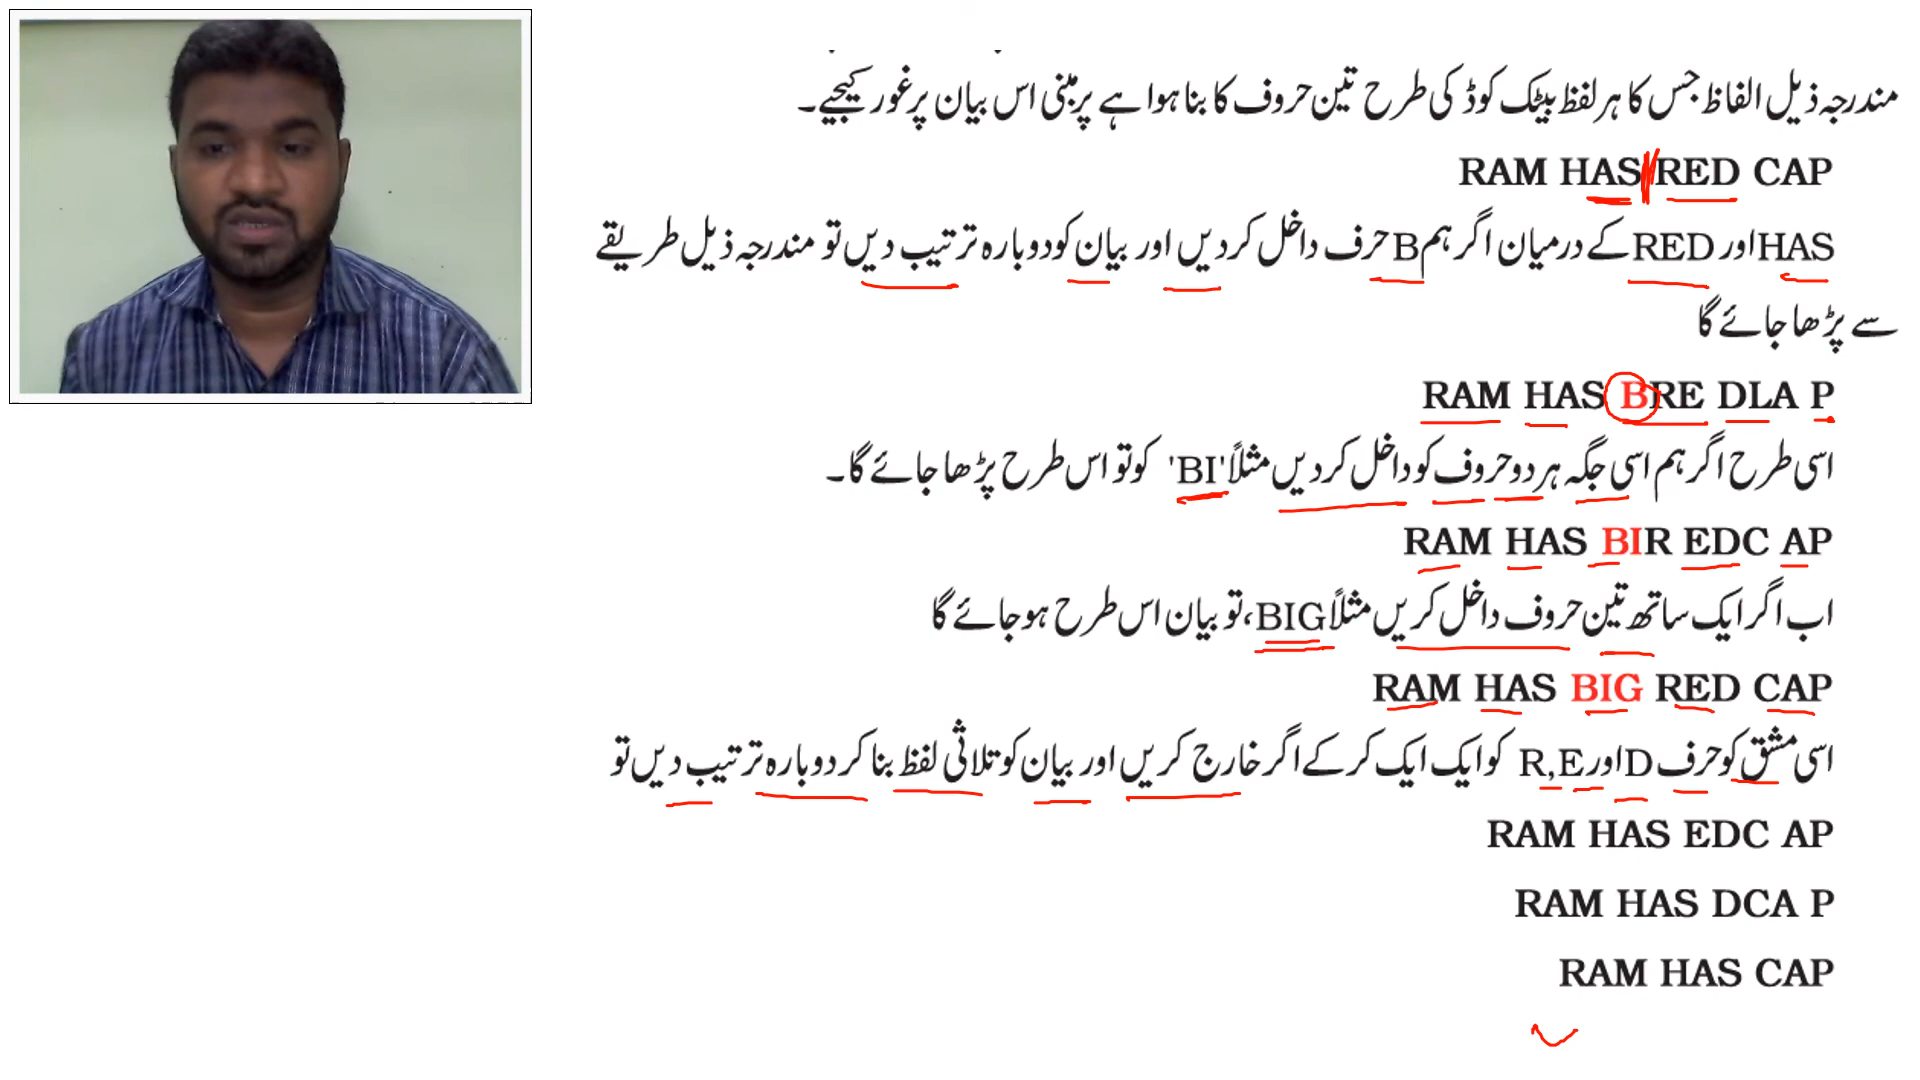 مندرجہ ذیل الفاظ جس کا ہر لفظ بیٹک کوڈ کی طرح تین حروف کا بنا ہوا ہے پر مبنی اس بیان پر غور کیجیے۔
RAM HAS RED CAP
HAS اور RED کے درمیان اگر ہم B حرف داخل کردیں اور بیان کو دوبارہ ترتیب دیں تو مندرجہ ذیل طریقے
سے پڑھا جائے گا
RAM HAS BRE DLA P
اسی طرح اگر ہم اسی جگہ ہر دو حروف کو داخل کردیں مثلاً 'BI' کو تو اس طرح پڑھا جائے گا۔
RAM HAS BIR EDC AP
اب اگر ایک ساتھ تین حروف داخل کریں مثلاً BIG، تو بیان اس طرح ہوجائے گا
RAM HAS BIG RED CAP
اسی مشق کو حرف D اور R,E کو ایک ایک کرکے اگر خارج کریں اور بیان کو تلاثی لفظ بنا کر دوبارہ ترتیب دیں تو
RAM HAS EDC AP
RAM HAS DCA P
RAM HAS CAP